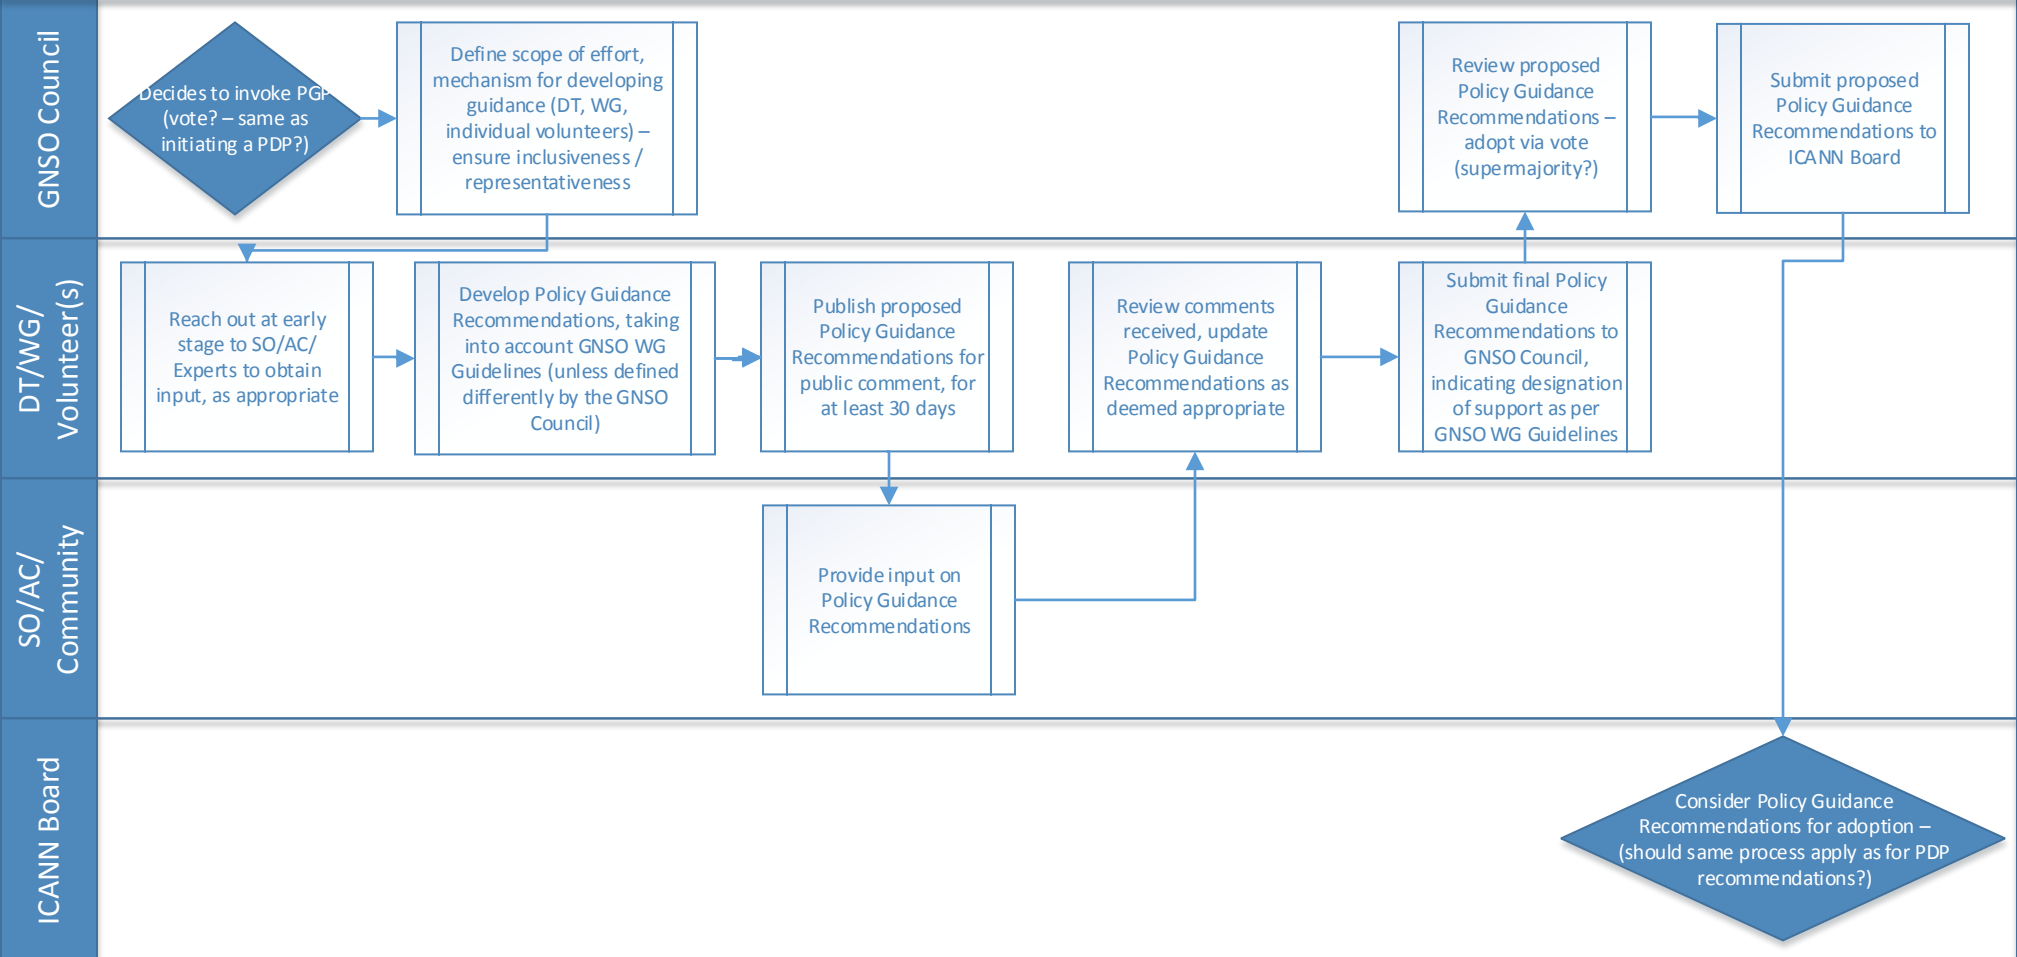 GNSO Council
Decides to invoke PGP
(vote? – same as
initiating a PDP?)
Define scope of effort,
mechanism for developing
guidance (DT, WG,
individual volunteers) –
ensure inclusiveness /
representativeness
Review proposed
Policy Guidance
Recommendations –
adopt via vote
(supermajority?)
Submit proposed
Policy Guidance
Recommendations to
ICANN Board
DT/WG/
Volunteer(s)
Reach out at early
stage to SO/AC/
Experts to obtain
input, as appropriate
Develop Policy Guidance
Recommendations, taking
into account GNSO WG
Guidelines (unless defined
differently by the GNSO
Council)
Publish proposed
Policy Guidance
Recommendations for
public comment, for
at least 30 days
Review comments
received, update
Policy Guidance
Recommendations as
deemed appropriate
Submit final Policy
Guidance
Recommendations to
GNSO Council,
indicating designation
of support as per
GNSO WG Guidelines
SO/AC/
Community
Provide input on
Policy Guidance
Recommendations
ICANN Board
Consider Policy Guidance
Recommendations for adoption –
(should same process apply as for PDP
recommendations?)